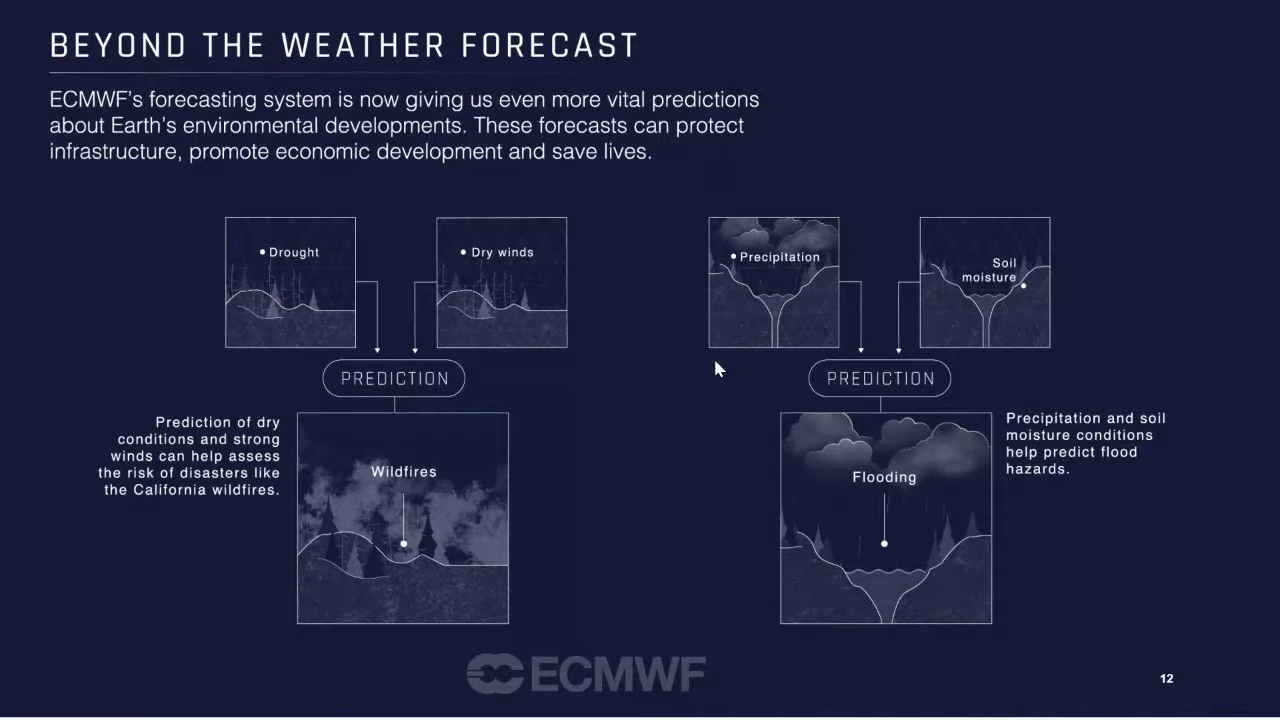 BEYOND THE WEATHER FORECAST
ECMWF's forecasting system is now giving us even more vital predictions
about Earth's environmental developments. These forecasts can protect
infrastructure, promote economic development and save lives.
Drought
Dry winds
PREDICTION
Prediction of dry
conditions and strong
winds can help assess
the risk of disasters like
the California wildfires.
Wildfires
Precipitation
Soil
moisture
PREDICTION
Flooding
Precipitation and soil
moisture conditions
help predict flood
hazards.
ECMWF
12